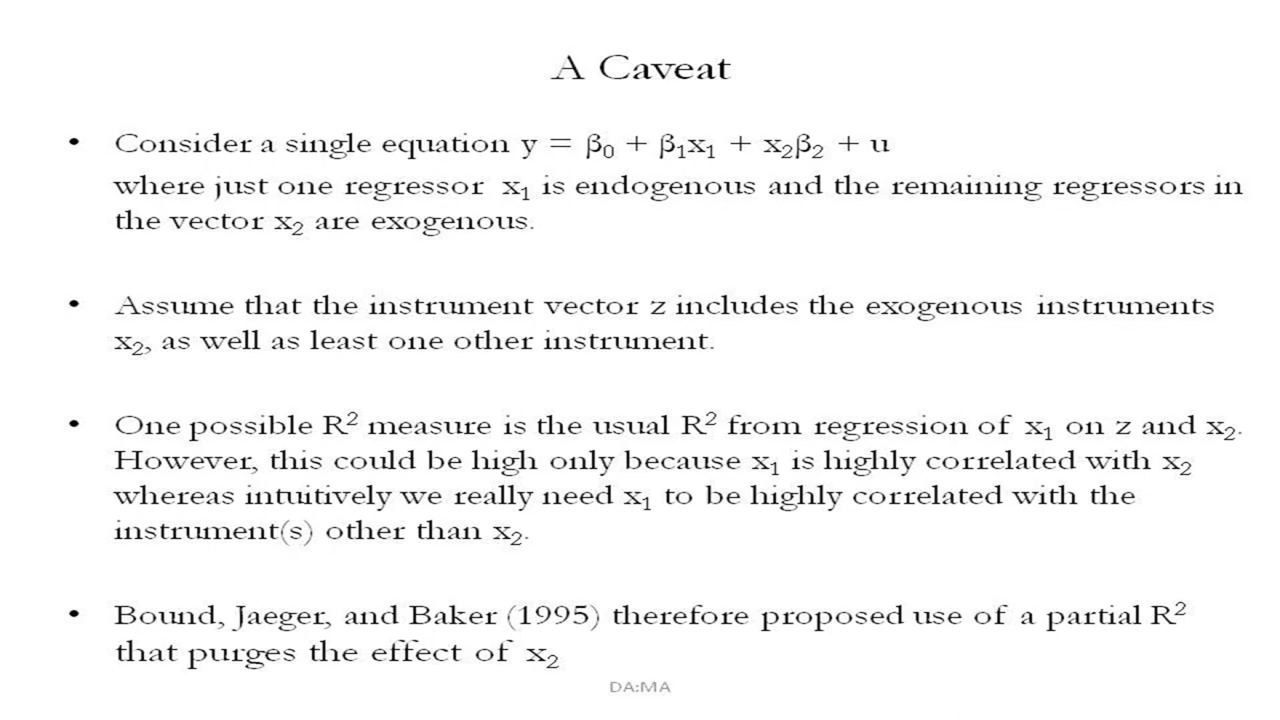 A Caveat
• Consider a single equation y = β₀ + β₁x₁ + x₂β₂ + u
where just one regressor x₁ is endogenous and the remaining regressors in
the vector x₂ are exogenous.
• Assume that the instrument vector z includes the exogenous instruments
x₂, as well as least one other instrument.
• One possible R² measure is the usual R² from regression of x₁ on z and x₂.
However, this could be high only because x₁ is highly correlated with x₂
whereas intuitively we really need x₁ to be highly correlated with the
instrument(s) other than x₂.
• Bound, Jaeger, and Baker (1995) therefore proposed use of a partial R²
that purges the effect of x₂
DA:MA